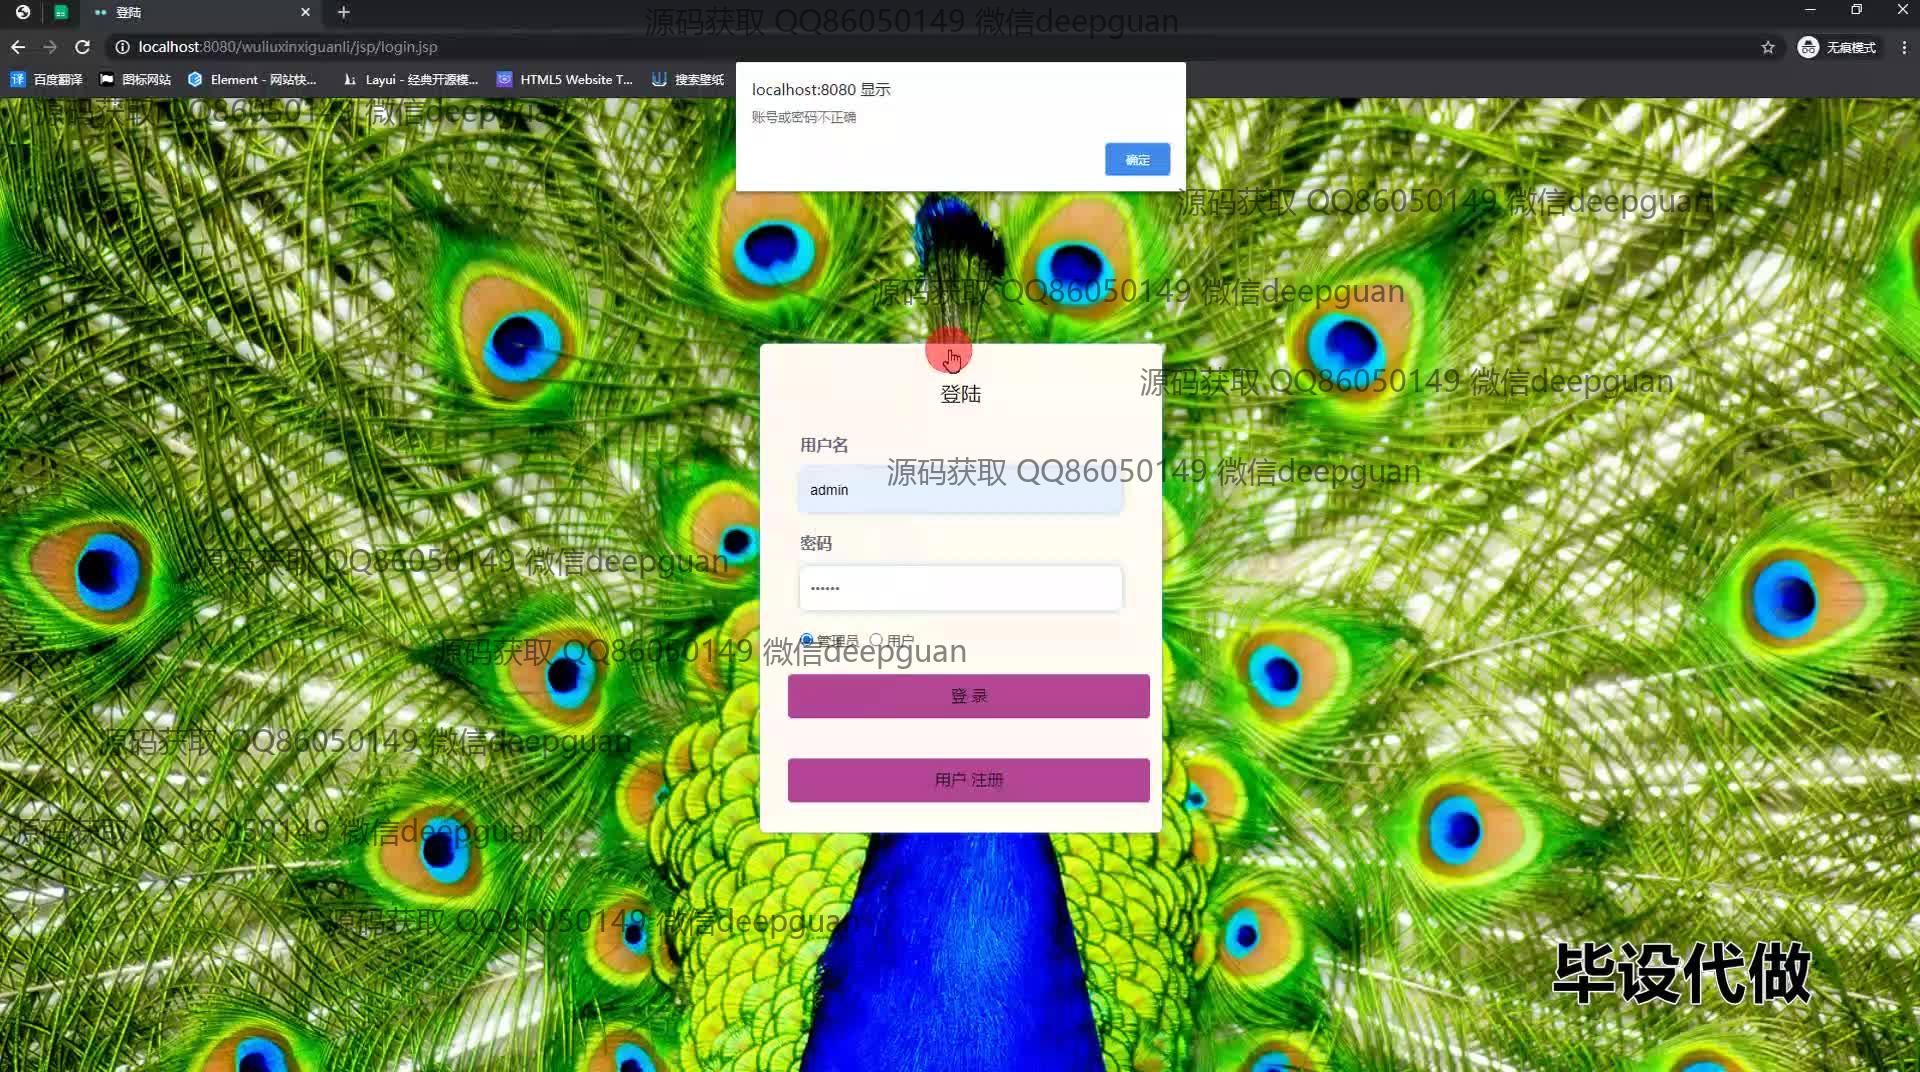 登陆
源码获取 QQ86050149 微信deepguan
localhost:8080/wuliuxinxiguanli/jsp/login.jsp
无痕模式
译 百度翻译
图标网站
Element - 网站快...
Layui - 经典开源模...
HTML5 Website T...
搜索壁纸
localhost:8080 显示
账号或密码不正确
确定
源码获取 QQ86050149 微信deepguan
源码获取 QQ86050149 微信deepguan
源码获取 QQ86050149 微信deepguan
源码获取 QQ86050149 微信deepguan
登陆
用户名
源码获取 QQ86050149 微信deepguan
admin
密码
••••••
源码获取 QQ86050149 微信deepguan
管理员 用户
源码获取 QQ86050149 微信deepguan
登 录
源码获取 QQ86050149 微信deepguan
用户 注册
源码获取 QQ86050149 微信deepguan
源码获取 QQ86050149 微信deepguan
毕设代做